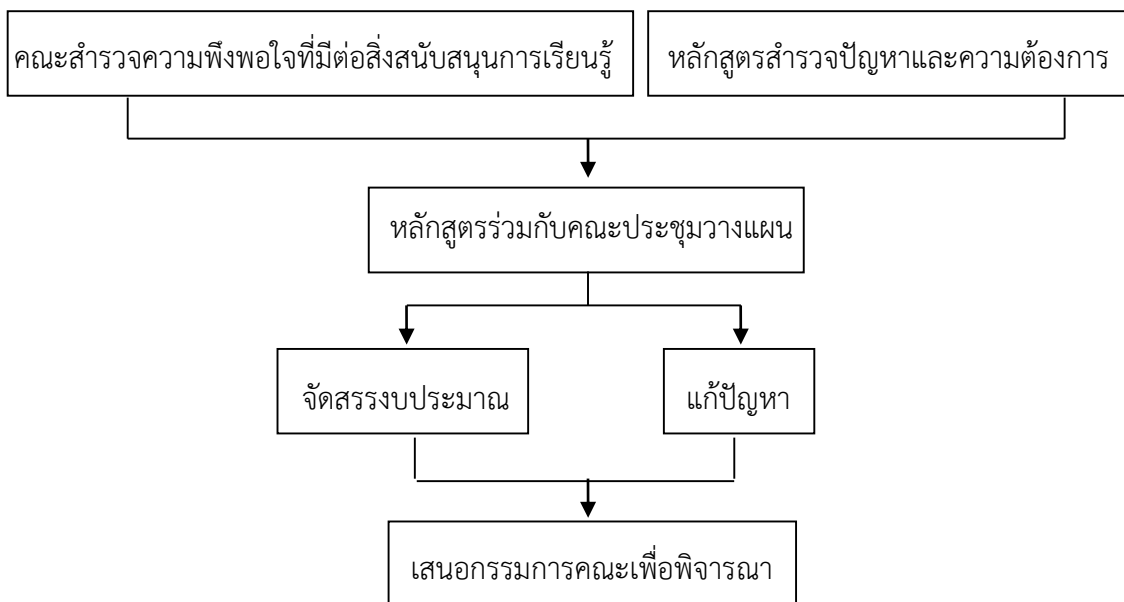 คณะสำรวจความพึงพอใจที่มีต่อสิ่งสนับสนุนการเรียนรู้
หลักสูตรสำรวจปัญหาและความต้องการ
หลักสูตรร่วมกับคณะประชุมวางแผน
จัดสรรงบประมาณ
แก้ปัญหา
เสนอกรรมการคณะเพื่อพิจารณา